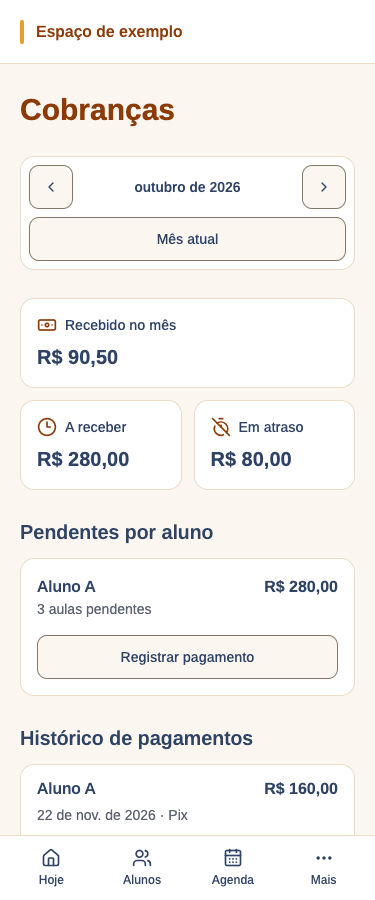 Espaço de exemplo
Cobranças
outubro de 2026
Mês atual
Recebido no mês
R$ 90,50
A receber
R$ 280,00
Em atraso
R$ 80,00
Pendentes por aluno
Aluno A R$ 280,00
3 aulas pendentes
Registrar pagamento
Histórico de pagamentos
Aluno A R$ 160,00
22 de nov. de 2026 · Pix
Hoje Alunos Agenda Mais